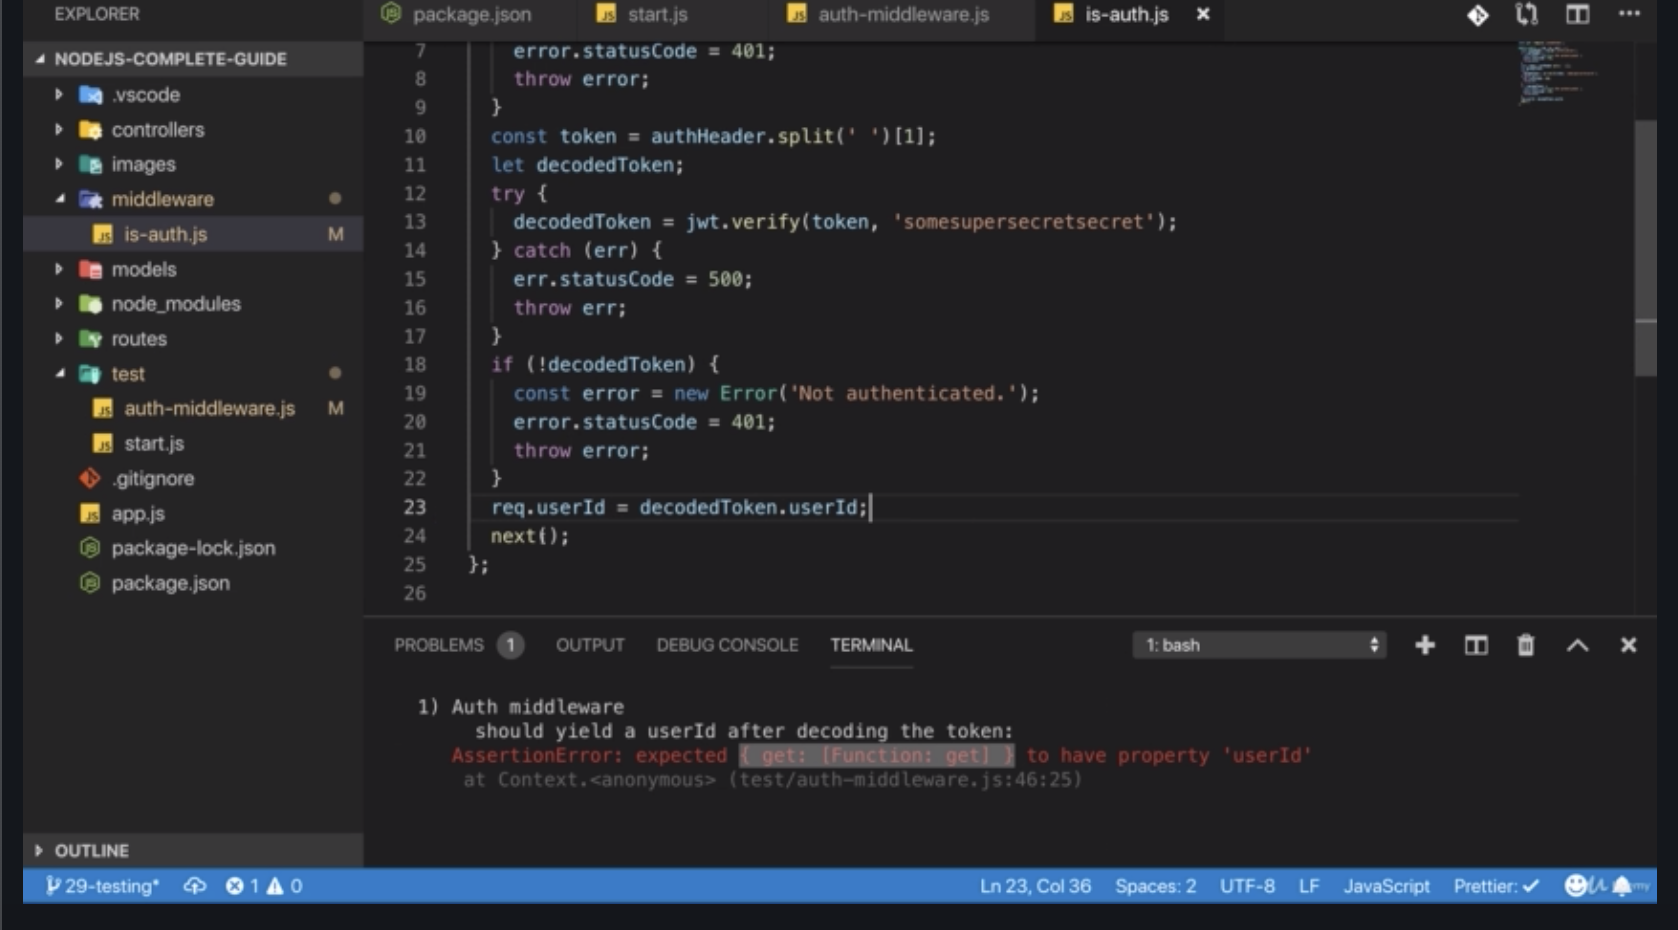 EXPLORER
NODEJS-COMPLETE-GUIDE
.vscode
controllers
images
middleware
is-auth.js M
models
node_modules
routes
test
auth-middleware.js M
start.js
.gitignore
app.js
package-lock.json
package.json
OUTLINE
package.json start.js auth-middleware.js is-auth.js
7 error.statusCode = 401;
8 throw error;
9 }
10 const token = authHeader.split(' ')[1];
11 let decodedToken;
12 try {
13 decodedToken = jwt.verify(token, 'somesupersecretsecret');
14 } catch (err) {
15 err.statusCode = 500;
16 throw err;
17 }
18 if (!decodedToken) {
19 const error = new Error('Not authenticated.');
20 error.statusCode = 401;
21 throw error;
22 }
23 req.userId = decodedToken.userId;
24 next();
25 };
26
PROBLEMS 1 OUTPUT DEBUG CONSOLE TERMINAL 1: bash
1) Auth middleware
should yield a userId after decoding the token:
AssertionError: expected { get: [Function: get] } to have property 'userId'
at Context.<anonymous> (test/auth-middleware.js:46:25)
29-testing* 1 0 Ln 23, Col 36 Spaces: 2 UTF-8 LF JavaScript Prettier: ✓